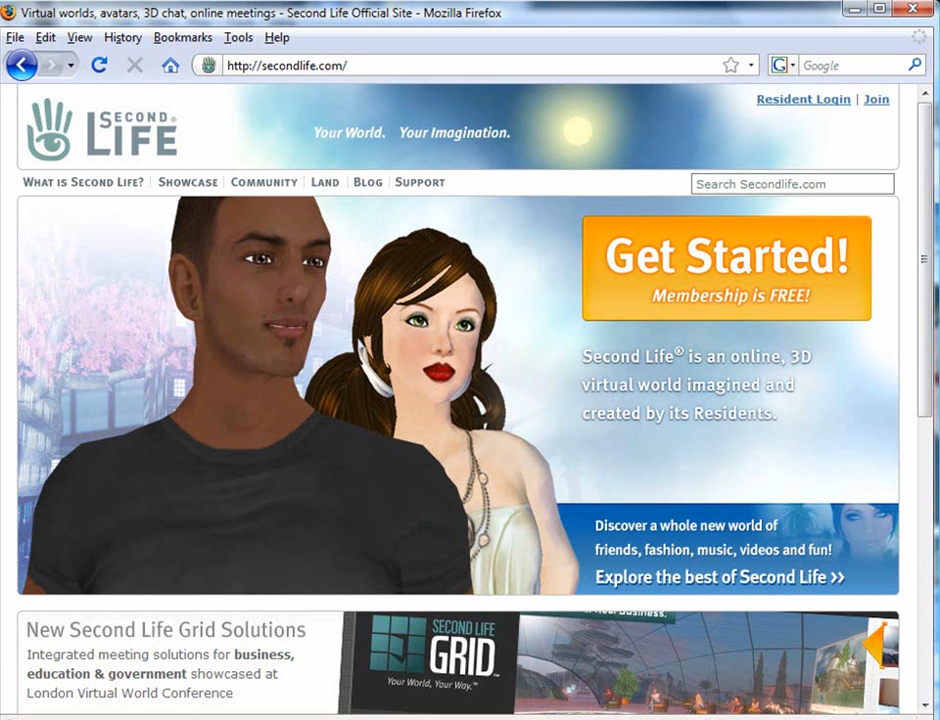 Virtual worlds, avatars, 3D chat, online meetings - Second Life Official Site - Mozilla Firefox
File Edit View History Bookmarks Tools Help
http://secondlife.com/
Google
Resident Login | Join
SECOND®
LIFE
Your World. Your Imagination.
WHAT IS SECOND LIFE? | SHOWCASE | COMMUNITY | LAND | BLOG | SUPPORT
Search Secondlife.com
Get Started!
Membership is FREE!
Second Life® is an online, 3D
virtual world imagined and
created by its Residents.
Discover a whole new world of
friends, fashion, music, videos and fun!
Explore the best of Second Life >>
New Second Life Grid Solutions
Integrated meeting solutions for business,
education & government showcased at
London Virtual World Conference
SECOND LIFE
GRID™
Your World, Your Way.™
Your Business.